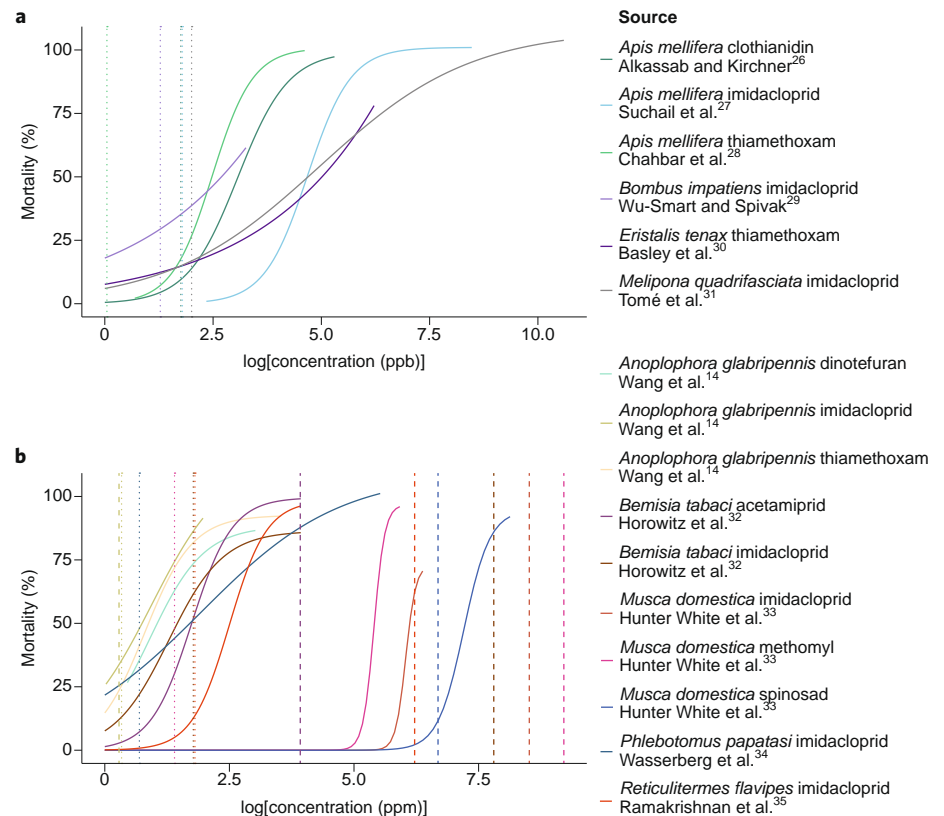 a
100
75
50
25
0
Mortality (%)
0 2.5 5.0 7.5 10.0
log[concentration (ppb)]
b
100
75
50
25
0
Mortality (%)
0 2.5 5.0 7.5
log[concentration (ppm)]
Source
Apis mellifera clothianidin
Alkassab and Kirchner26
Apis mellifera imidacloprid
Suchail et al.27
Apis mellifera thiamethoxam
Chahbar et al.28
Bombus impatiens imidacloprid
Wu-Smart and Spivak29
Eristalis tenax thiamethoxam
Basley et al.30
Melipona quadrifasciata imidacloprid
Tomé et al.31
Anoplophora glabripennis dinotefuran
Wang et al.14
Anoplophora glabripennis imidacloprid
Wang et al.14
Anoplophora glabripennis thiamethoxam
Wang et al.14
Bemisia tabaci acetamiprid
Horowitz et al.32
Bemisia tabaci imidacloprid
Horowitz et al.32
Musca domestica imidacloprid
Hunter White et al.33
Musca domestica methomyl
Hunter White et al.33
Musca domestica spinosad
Hunter White et al.33
Phlebotomus papatasi imidacloprid
Wasserberg et al.34
Reticulitermes flavipes imidacloprid
Ramakrishnan et al.35